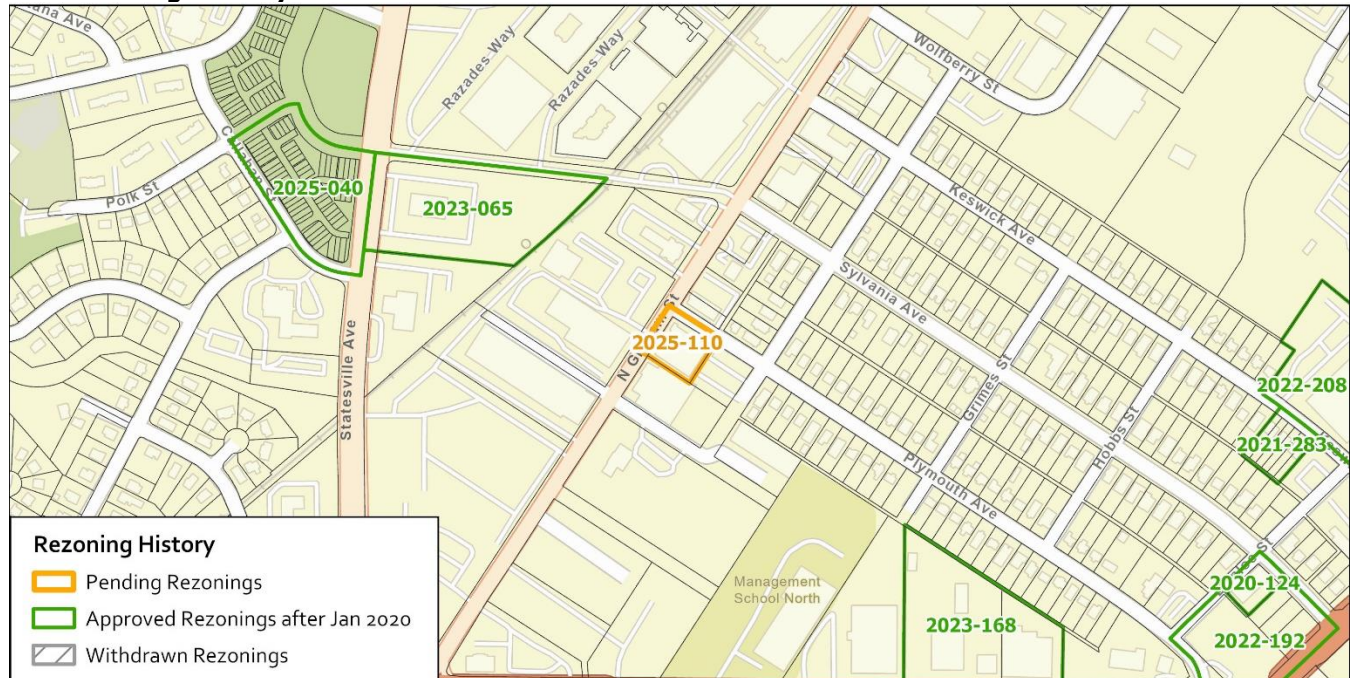 Razades Way
Razades Way
Wolfberry St
Polk St
2025-040
2023-065
Keswick Ave
Sylvania Ave
2025-110
Statesville Ave
Grimes St
Hobbs St
2022-208
2021-283
Plymouth Ave
Management
School North
2020-124
2023-168
2022-192
Rezoning History
Pending Rezonings
Approved Rezonings after Jan 2020
Withdrawn Rezonings